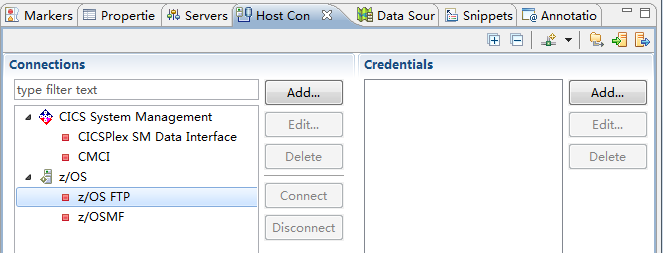 Markers Propertie Servers Host Con Data Sour Snippets Annotatio
Connections
type filter text
CICS System Management
CICSPlex SM Data Interface
CMCI
z/OS
z/OS FTP
z/OSMF
Add...
Edit...
Delete
Connect
Disconnect
Credentials
Add...
Edit...
Delete